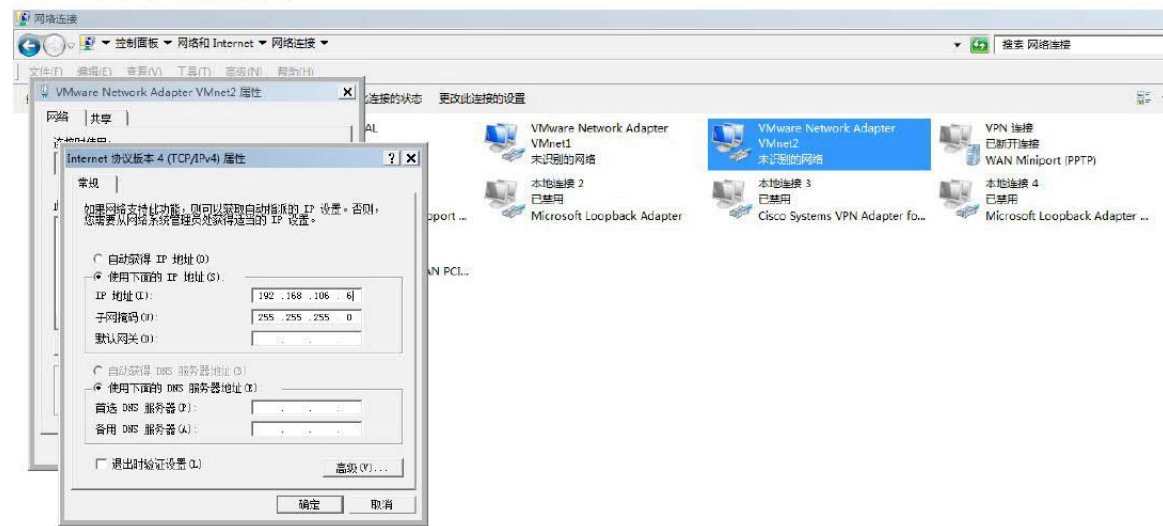 网络连接
控制面板 ▼ 网络和 Internet ▼ 网络连接 ▼
搜索 网络连接
文件(F) 编辑(E) 查看(V) 工具(T) 高级(N) 帮助(H)
VMware Network Adapter VMnet2 属性
此连接的状态 更改此连接的设置
网络 共享
连接时使用:
Internet 协议版本 4 (TCP/IPv4) 属性
常规
如果网络支持此功能,则可以获取自动指派的 IP 设置。否则,
您需要从网络系统管理员处获得适当的 IP 设置。
自动获得 IP 地址(O)
使用下面的 IP 地址(S):
IP 地址(I): 192 .168 .106 . 6
子网掩码(U): 255 .255 .255 . 0
默认网关(D):
自动获得 DNS 服务器地址(B)
使用下面的 DNS 服务器地址(E):
首选 DNS 服务器(P):
备用 DNS 服务器(A):
退出时验证设置(L)
高级(V)...
确定 取消
AL
VMware Network Adapter
VMnet1
未识别的网络
VMware Network Adapter
VMnet2
未识别的网络
VPN 连接
已断开连接
WAN Miniport (PPTP)
pport ...
本地连接 2
已禁用
Microsoft Loopback Adapter
本地连接 3
已禁用
Cisco Systems VPN Adapter fo...
本地连接 4
已禁用
Microsoft Loopback Adapter ...
AN PCI...